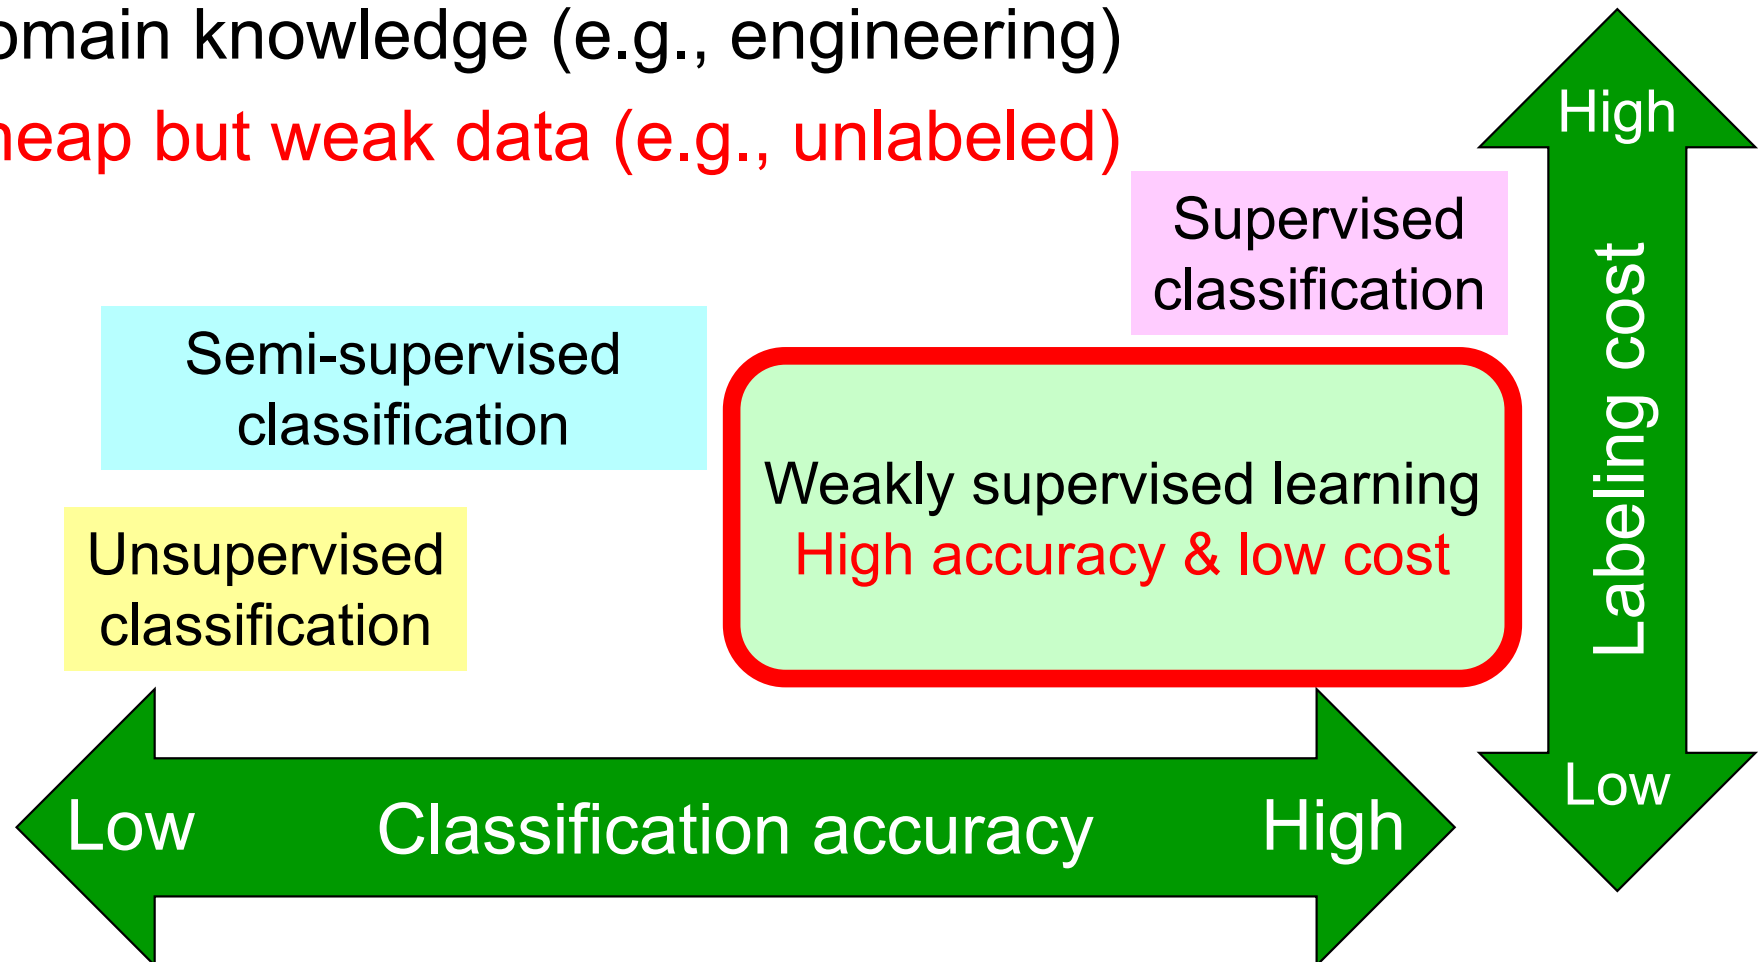 omain knowledge (e.g., engineering)
heap but weak data (e.g., unlabeled)
High
Supervised
classification
Labeling cost
Semi-supervised
classification
Weakly supervised learning
High accuracy & low cost
Unsupervised
classification
Low
Low
Classification accuracy
High